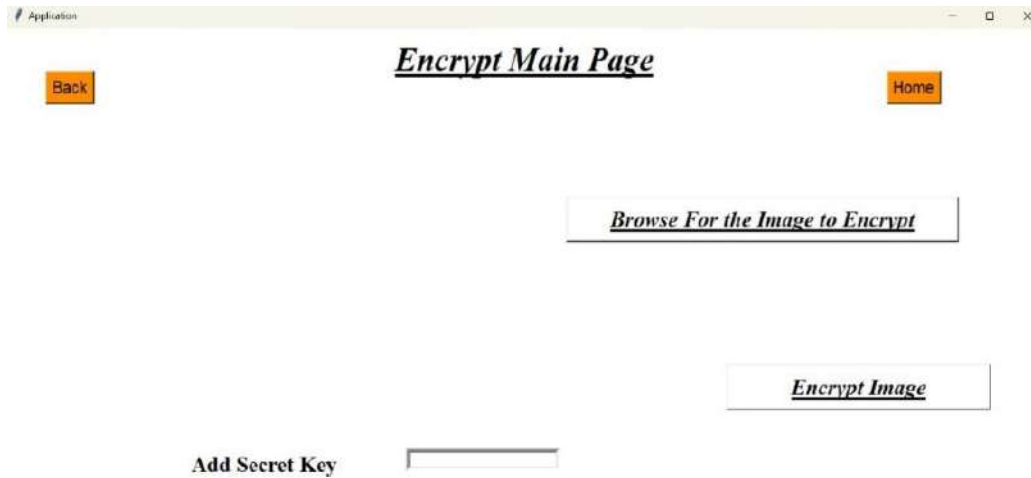 Application
Encrypt Main Page
Back
Home
Browse For the Image to Encrypt
Encrypt Image
Add Secret Key